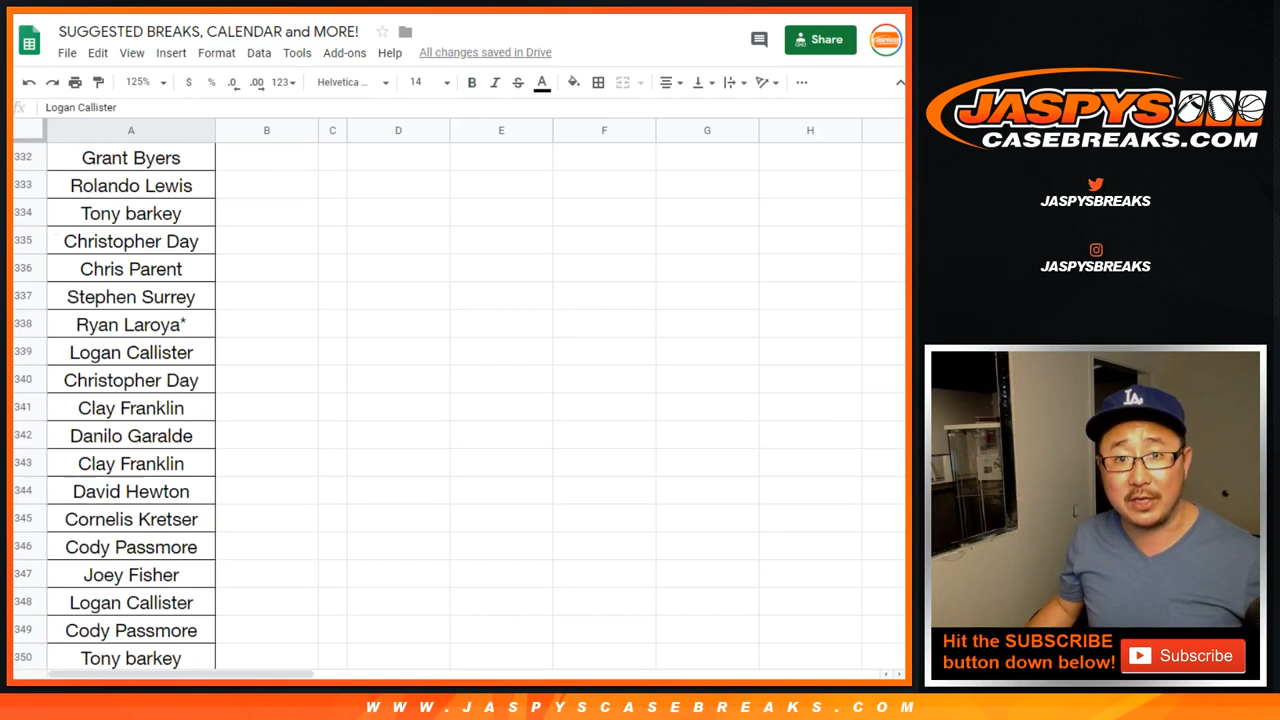 SUGGESTED BREAKS, CALENDAR and MORE!
File Edit View Insert Format Data Tools Add-ons Help All changes saved in Drive
Share
125% $ % .0 .00 123 Helvetica ... 14 B I S A
fx Logan Callister
A B C D E F G H
332 Grant Byers
333 Rolando Lewis
334 Tony barkey
335 Christopher Day
336 Chris Parent
337 Stephen Surrey
338 Ryan Laroya*
339 Logan Callister
340 Christopher Day
341 Clay Franklin
342 Danilo Garalde
343 Clay Franklin
344 David Hewton
345 Cornelis Kretser
346 Cody Passmore
347 Joey Fisher
348 Logan Callister
349 Cody Passmore
350 Tony barkey
JASPYS
CASEBREAKS.COM
JASPYSBREAKS
JASPYSBREAKS
LA
Hit the SUBSCRIBE
button down below!
Subscribe
WWW.JASPYSCASEBREAKS.COM